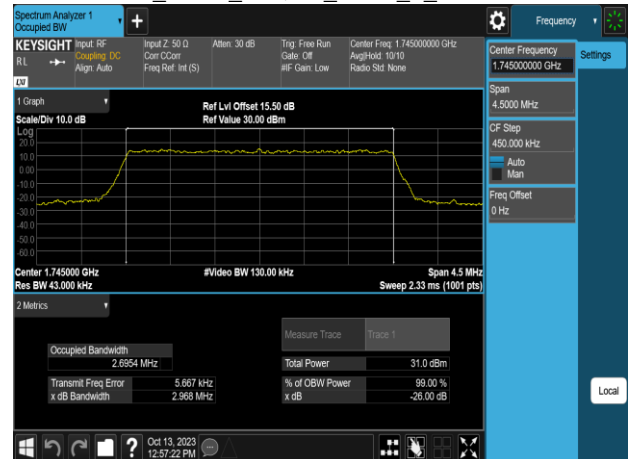 Spectrum Analyzer 1
Occupied BW
Frequency
KEYSIGHT
RL
LXI
Input: RF
Coupling: DC
Align: Auto
Input Z: 50 Ω
Corr CCorr
Freq Ref: Int (S)
Atten: 30 dB
Trig: Free Run
Gate: Off
#IF Gain: Low
Center Freq: 1.745000000 GHz
Avg|Hold: 10/10
Radio Std: None
Center Frequency
1.745000000 GHz
Settings
Span
4.5000 MHz
CF Step
450.000 kHz
Auto
Man
Freq Offset
0 Hz
1 Graph
Scale/Div 10.0 dB
Ref Lvl Offset 15.50 dB
Ref Value 30.00 dBm
Log
20.0
10.0
0.00
-10.0
-20.0
-30.0
-40.0
-50.0
-60.0
Center 1.745000 GHz
Res BW 43.000 kHz
#Video BW 130.00 kHz
Span 4.5 MHz
Sweep 2.33 ms (1001 pts)
2 Metrics
Measure Trace
Trace 1
Occupied Bandwidth
2.6954 MHz
Total Power
31.0 dBm
Transmit Freq Error
5.667 kHz
% of OBW Power
99.00 %
x dB Bandwidth
2.968 MHz
x dB
-26.00 dB
Local
?
Oct 13, 2023
12:57:22 PM